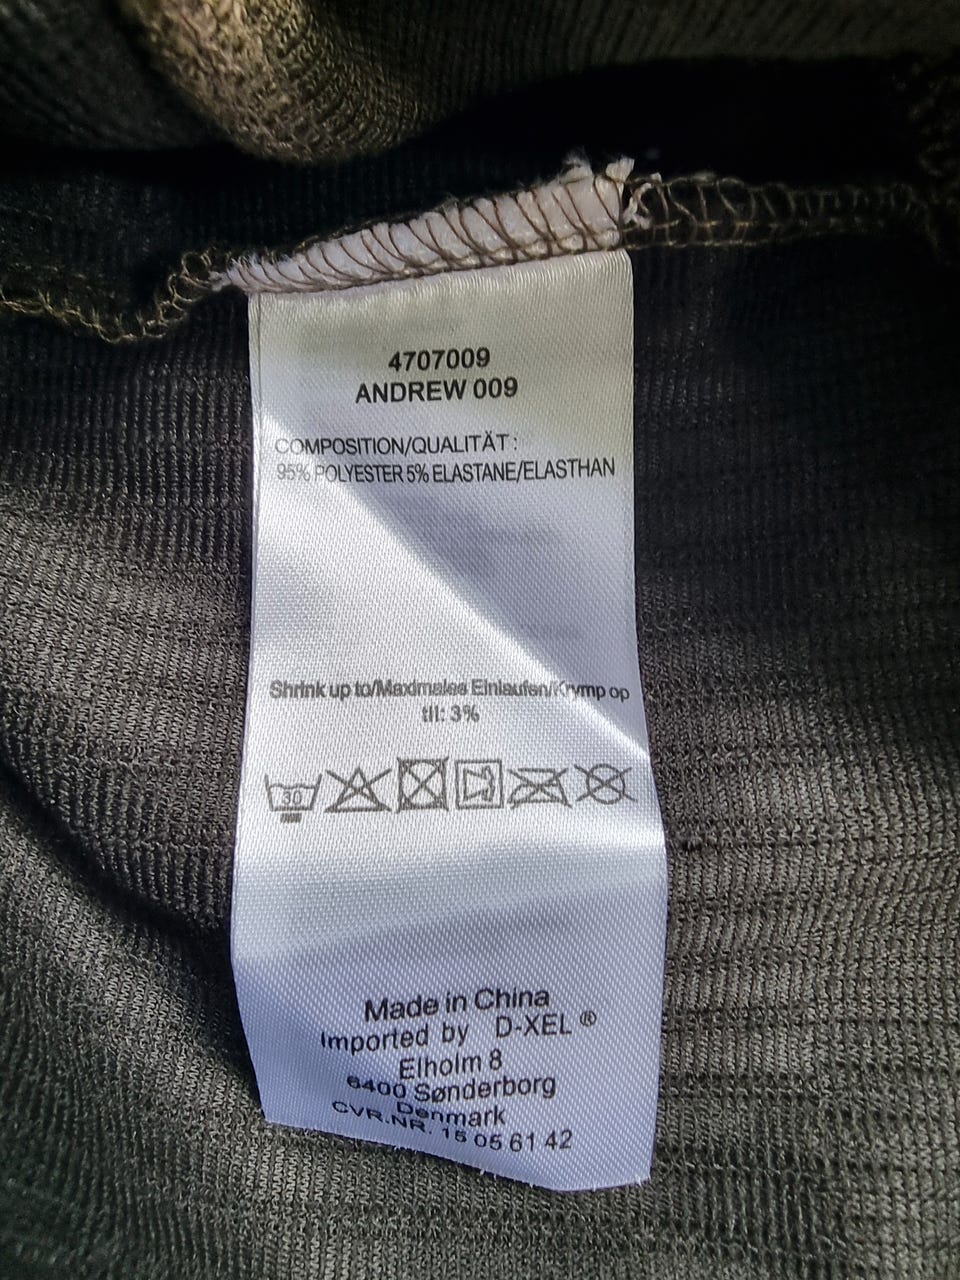 4707009
ANDREW 009
COMPOSITION/QUALITÄT:
95% POLYESTER 5% ELASTANE/ELASTHAN
Shrink up to/Maximales Einlaufen/Krymp op
til: 3%
30
Made in China
Imported by D-XEL®
Elholm 8
6400 Sønderborg
Denmark
CVR.NR. 15 05 61 42